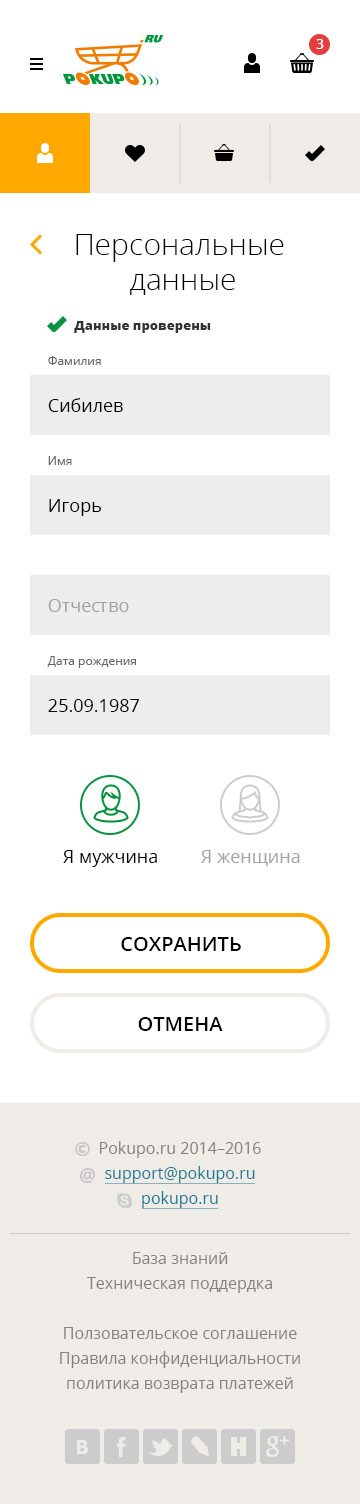 .RU
POKUPO
3
Персональные
данные
Данные проверены
Фамилия
Сибилев
Имя
Игорь
Отчество
Дата рождения
25.09.1987
Я мужчина Я женщина
СОХРАНИТЬ
ОТМЕНА
© Pokupo.ru 2014–2016
@ support@pokupo.ru
pokupo.ru
База знаний
Техническая поддердка
Ползовательское соглашение
Правила конфиденциальности
политика возврата платежей